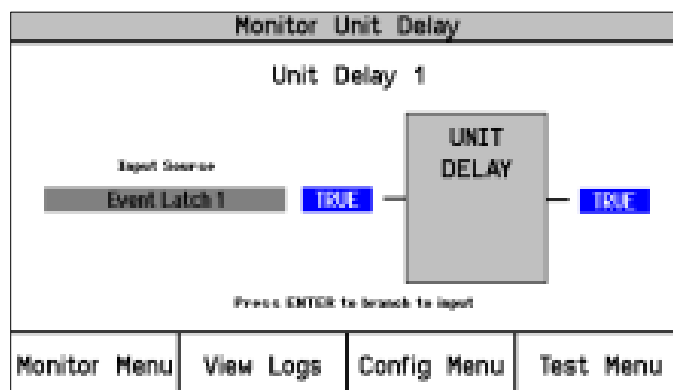 Monitor Unit Delay
Unit Delay 1
UNIT
DELAY
Input Source
Event Latch 1
TRUE
TRUE
Press ENTER to branch to input
Monitor Menu
View Logs
Config Menu
Test Menu